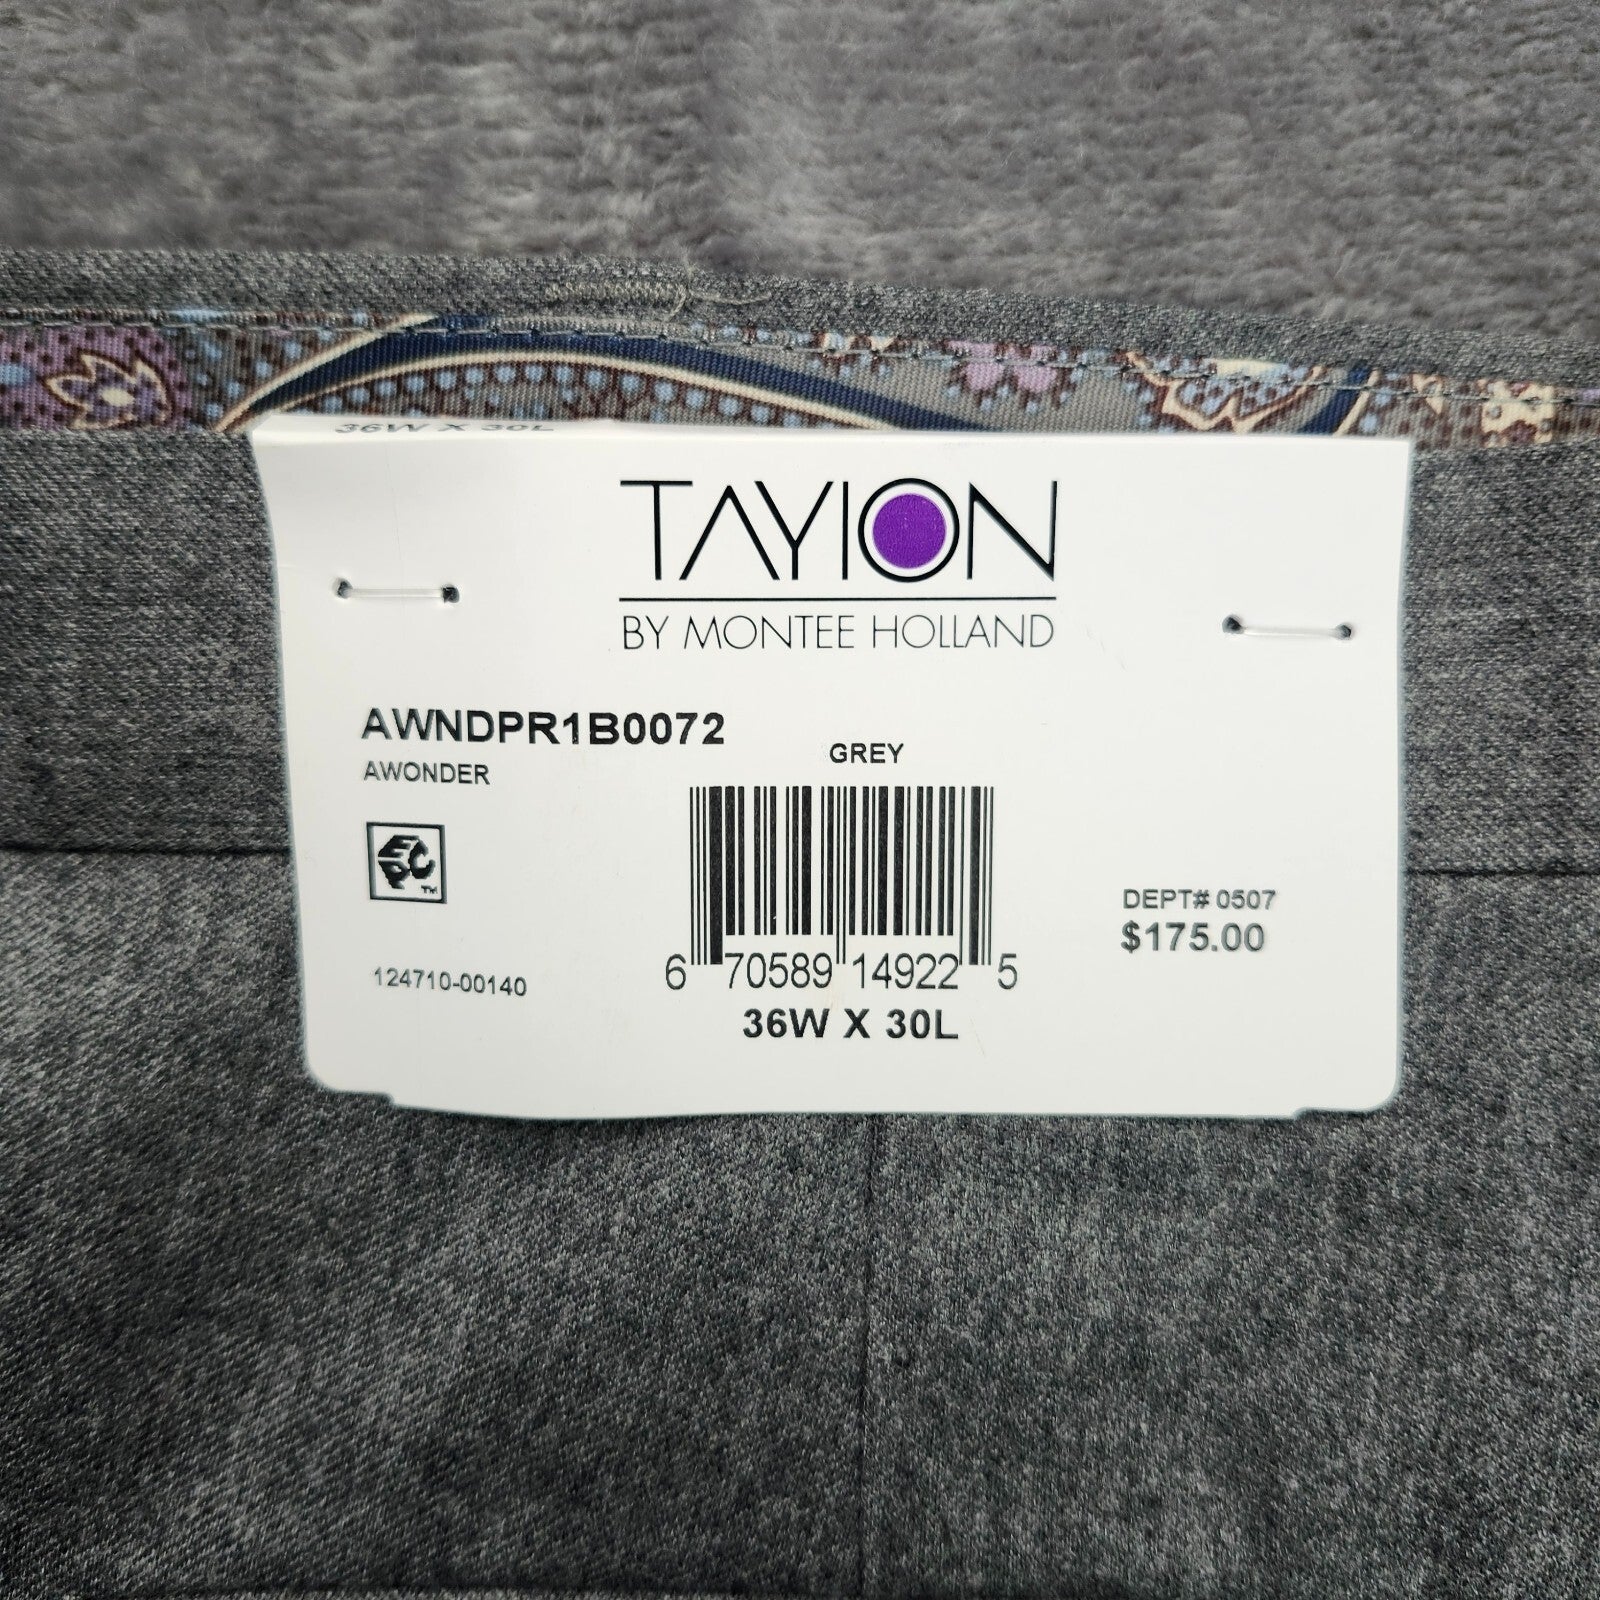 36W X 30L
TAYION
BY MONTEE HOLLAND
AWNDPR1B0072
AWONDER
GREY
EPC™
DEPT# 0507
$175.00
124710-00140
6 70589 14922 5
36W X 30L